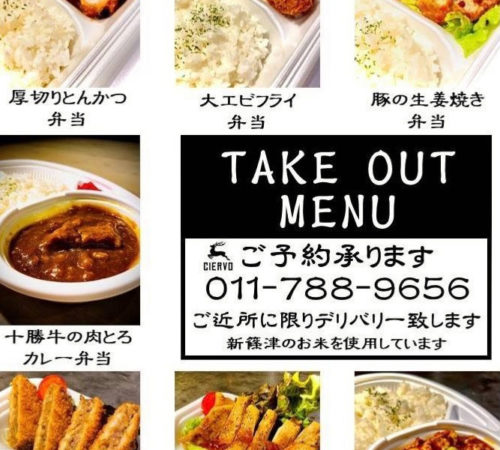 厚切りとんかつ
弁当
大エビフライ
弁当
豚の生姜焼き
弁当
TAKE OUT
MENU
CIERVO
ご予約承ります
011-788-9656
ご近所に限りデリバリー致します
新篠津のお米を使用しています
十勝牛の肉とろ
カレー弁当